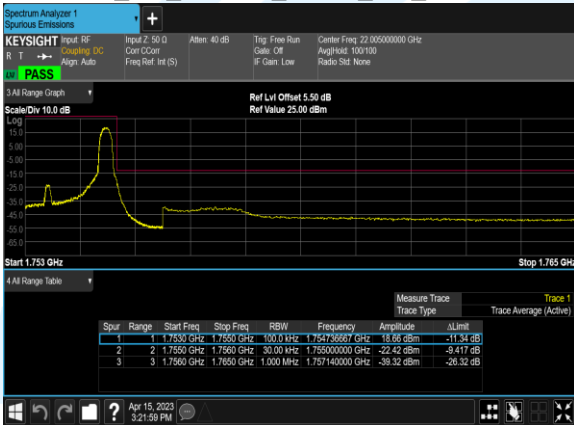 Spectrum Analyzer 1
Spurious Emissions
+
KEYSIGHT Input: RF Input Z: 50 Ω Atten: 40 dB Trig: Free Run Center Freq: 22.005000000 GHz
R T Coupling: DC Corr CCorr Gate: Off Avg|Hold: 100/100
Align: Auto Freq Ref: Int (S) IF Gain: Low Radio Std: None
PASS
3 All Range Graph
Ref Lvl Offset 5.50 dB
Scale/Div 10.0 dB Ref Value 25.00 dBm
Log
15.0
5.00
-5.00
-15.0
-25.0
-35.0
-45.0
-55.0
-65.0
Start 1.753 GHz Stop 1.765 GHz
4 All Range Table
Measure Trace Trace 1
Trace Type Trace Average (Active)
Spur Range Start Freq Stop Freq RBW Frequency Amplitude ΔLimit
1 1 1.7530 GHz 1.7550 GHz 100.0 kHz 1.754736667 GHz 18.66 dBm -11.34 dB
2 2 1.7550 GHz 1.7560 GHz 30.00 kHz 1.755000000 GHz -22.42 dBm -9.417 dB
3 3 1.7560 GHz 1.7650 GHz 1.000 MHz 1.757140000 GHz -39.32 dBm -26.32 dB
? Apr 15, 2023
3:21:59 PM